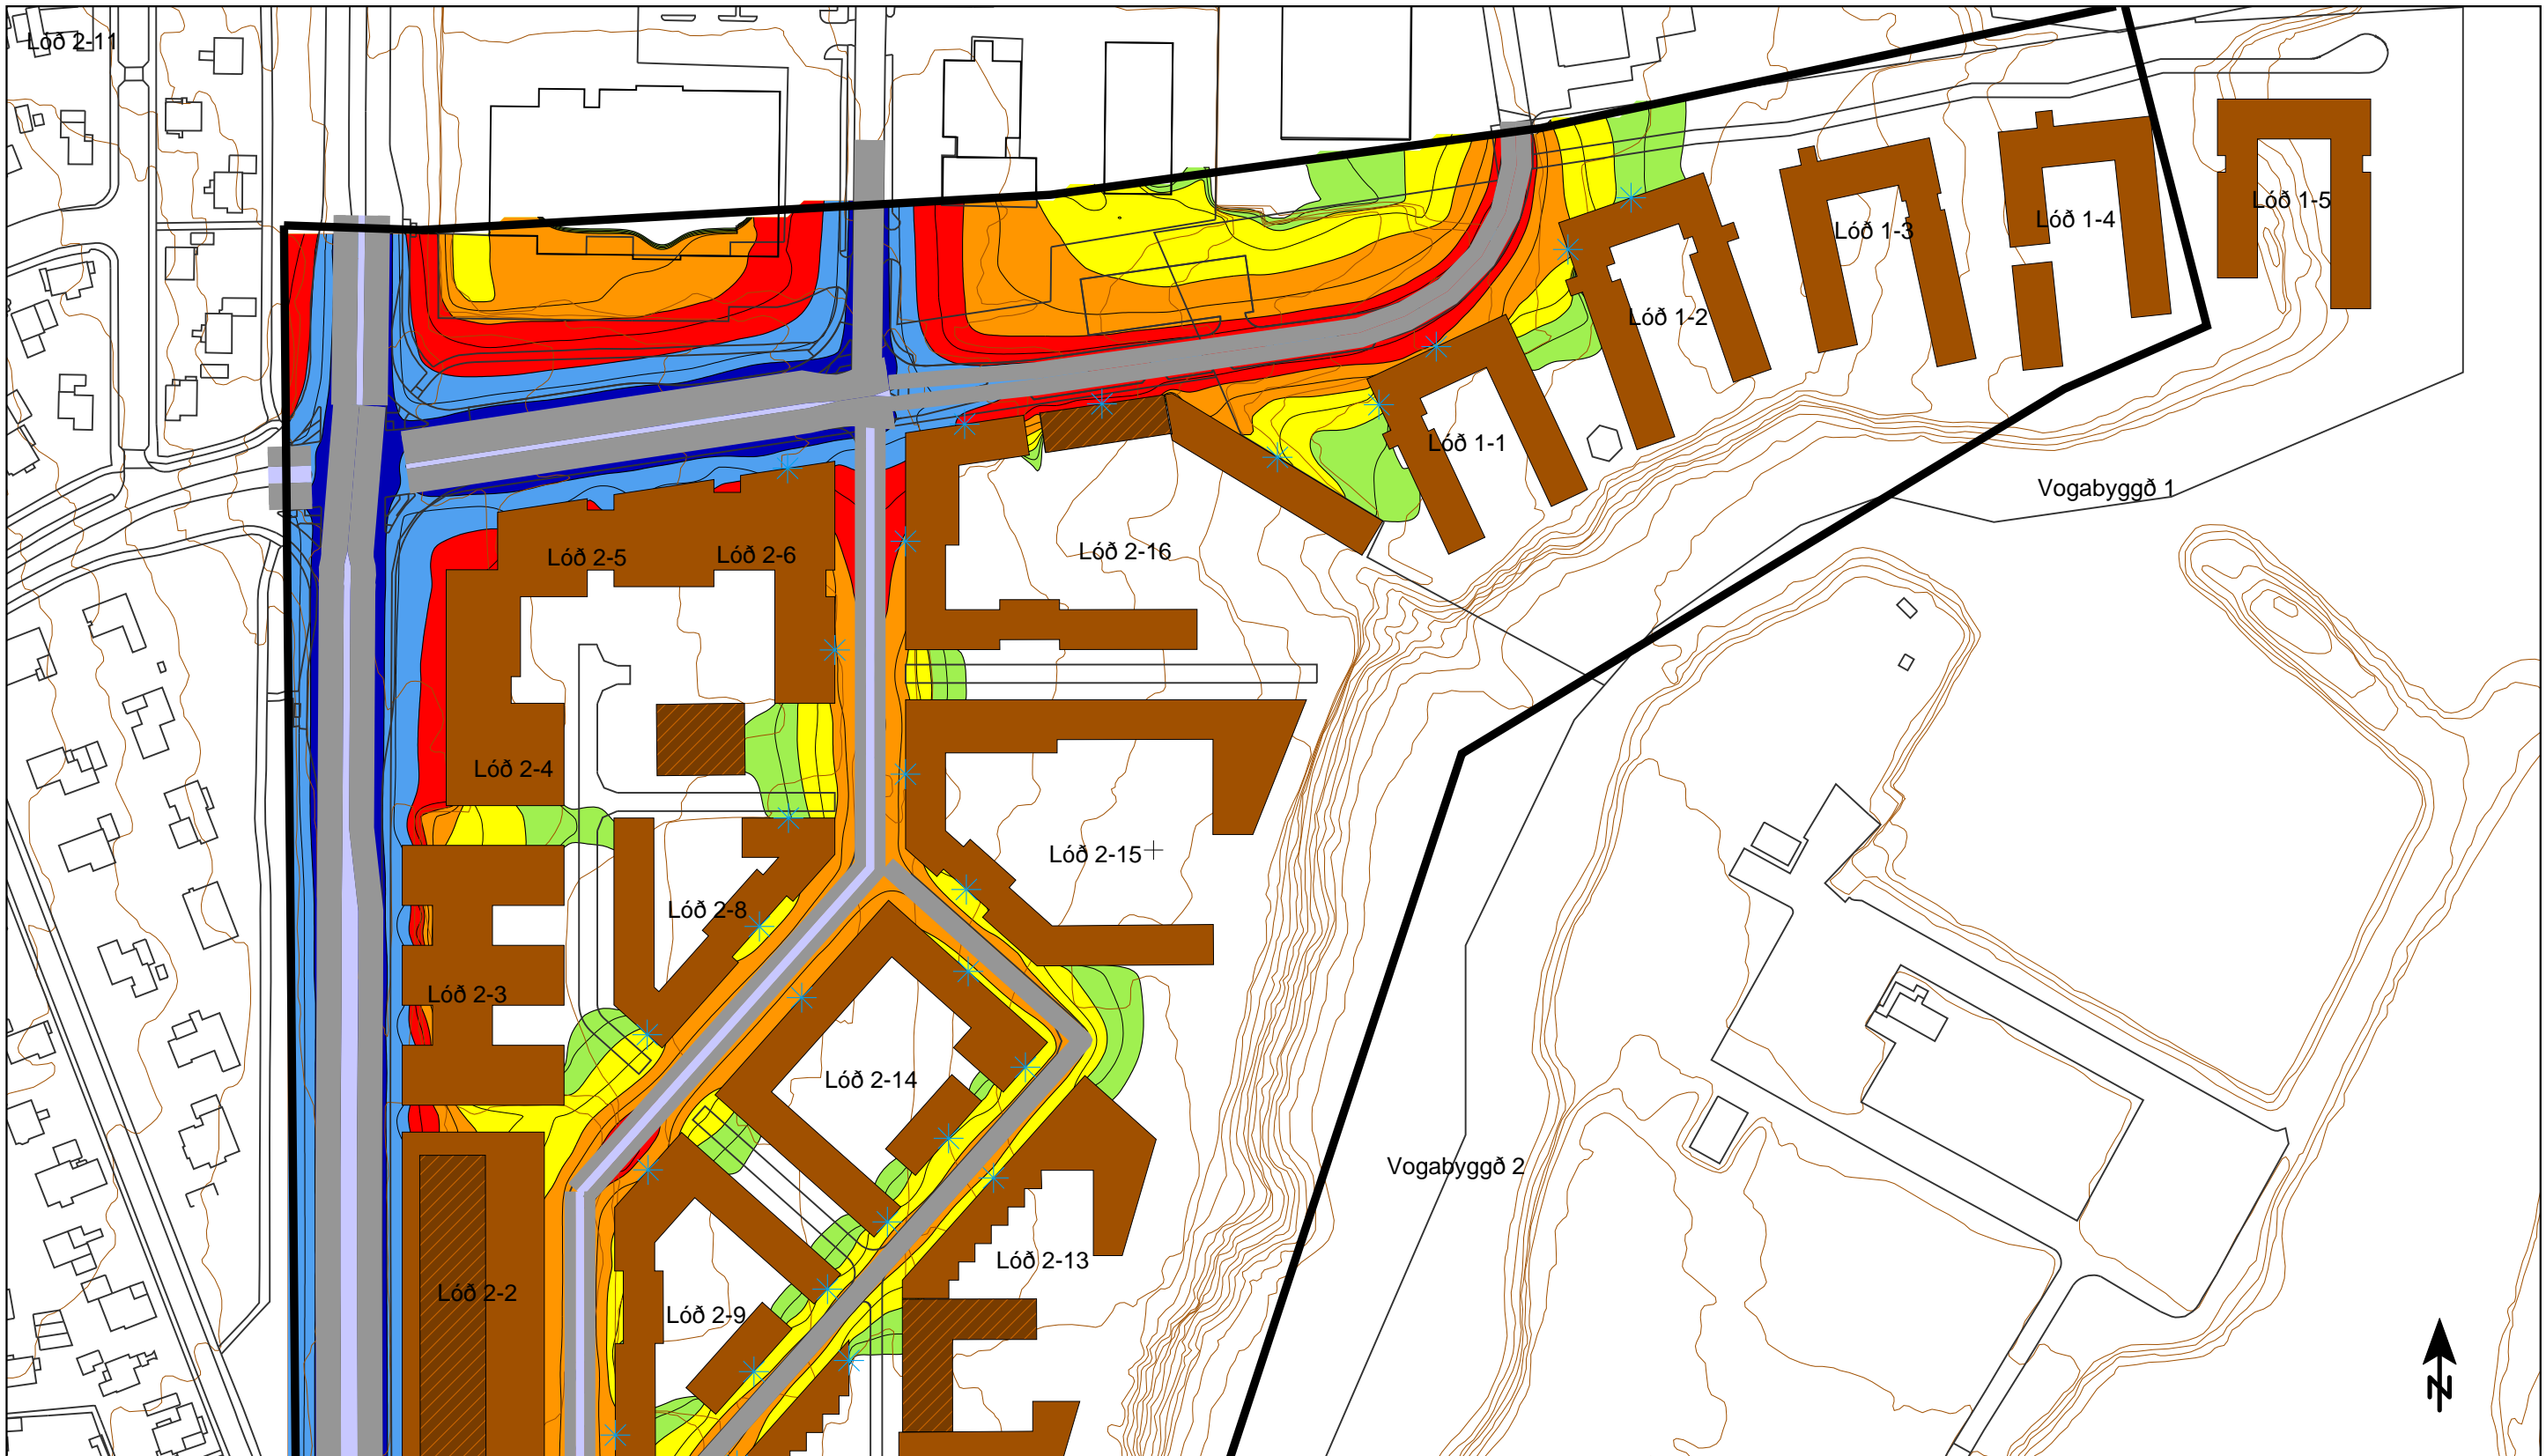 Lóð 2-11
Lóð 1-5
Lóð 1-4
Lóð 1-3
Lóð 1-2
Lóð 1-1
Vogabyggð 1
Lóð 2-5
Lóð 2-6
Lóð 2-16
Lóð 2-4
Lóð 2-15
Lóð 2-8
Lóð 2-3
Lóð 2-14
Vogabyggð 2
Lóð 2-13
Lóð 2-2
Lóð 2-9
N